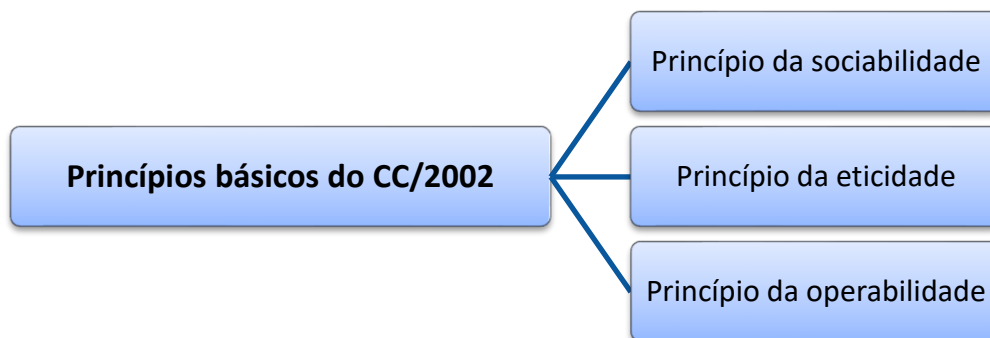 Princípio da sociabilidade
Princípios básicos do CC/2002
Princípio da eticidade
Princípio da operabilidade